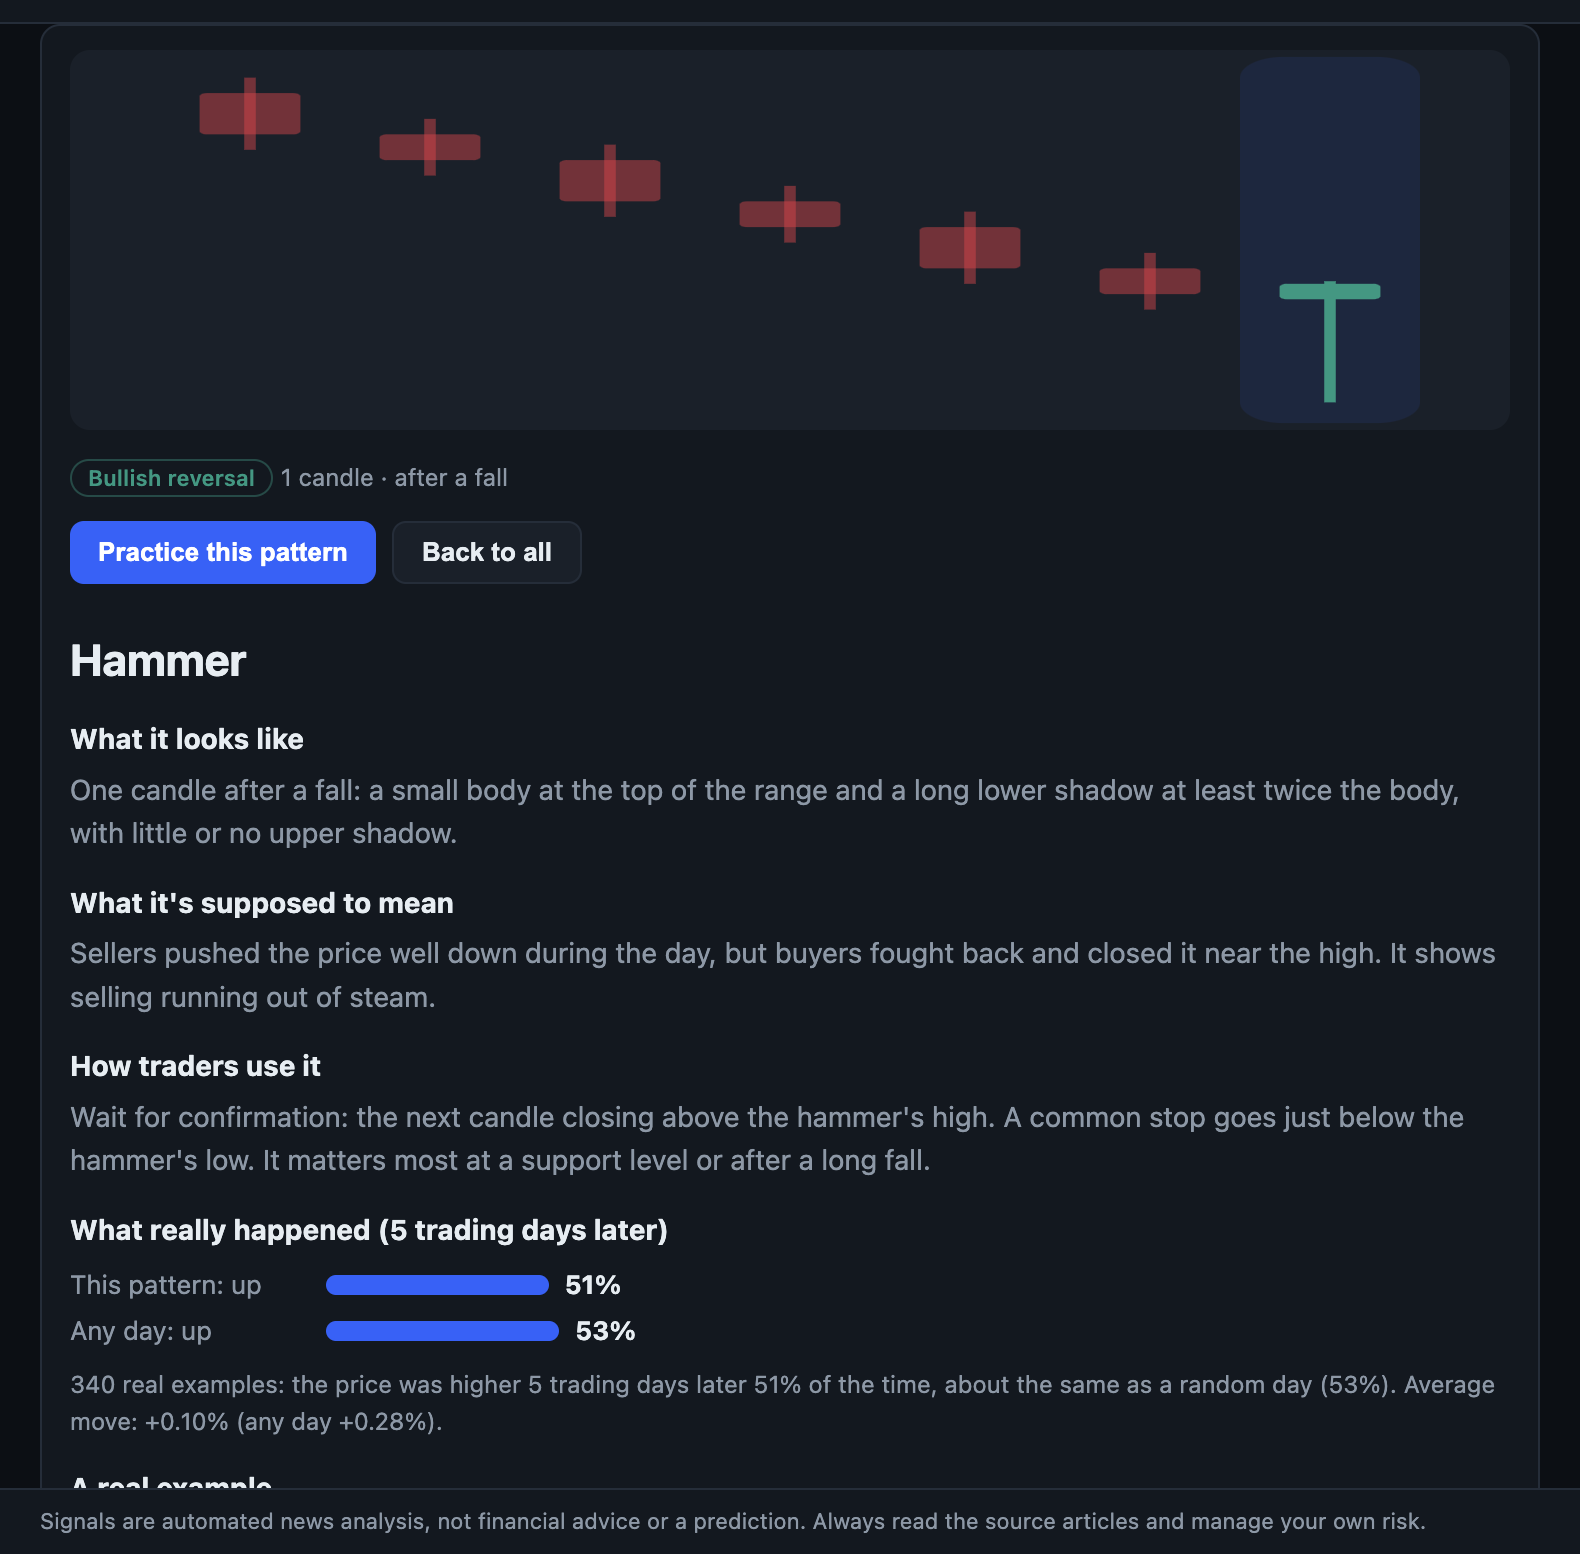 Bullish reversal 1 candle · after a fall
Practice this pattern Back to all
Hammer
What it looks like
One candle after a fall: a small body at the top of the range and a long lower shadow at least twice the body,
with little or no upper shadow.
What it's supposed to mean
Sellers pushed the price well down during the day, but buyers fought back and closed it near the high. It shows
selling running out of steam.
How traders use it
Wait for confirmation: the next candle closing above the hammer's high. A common stop goes just below the
hammer's low. It matters most at a support level or after a long fall.
What really happened (5 trading days later)
This pattern: up 51%
Any day: up 53%
340 real examples: the price was higher 5 trading days later 51% of the time, about the same as a random day (53%). Average
move: +0.10% (any day +0.28%).
A real example
Signals are automated news analysis, not financial advice or a prediction. Always read the source articles and manage your own risk.